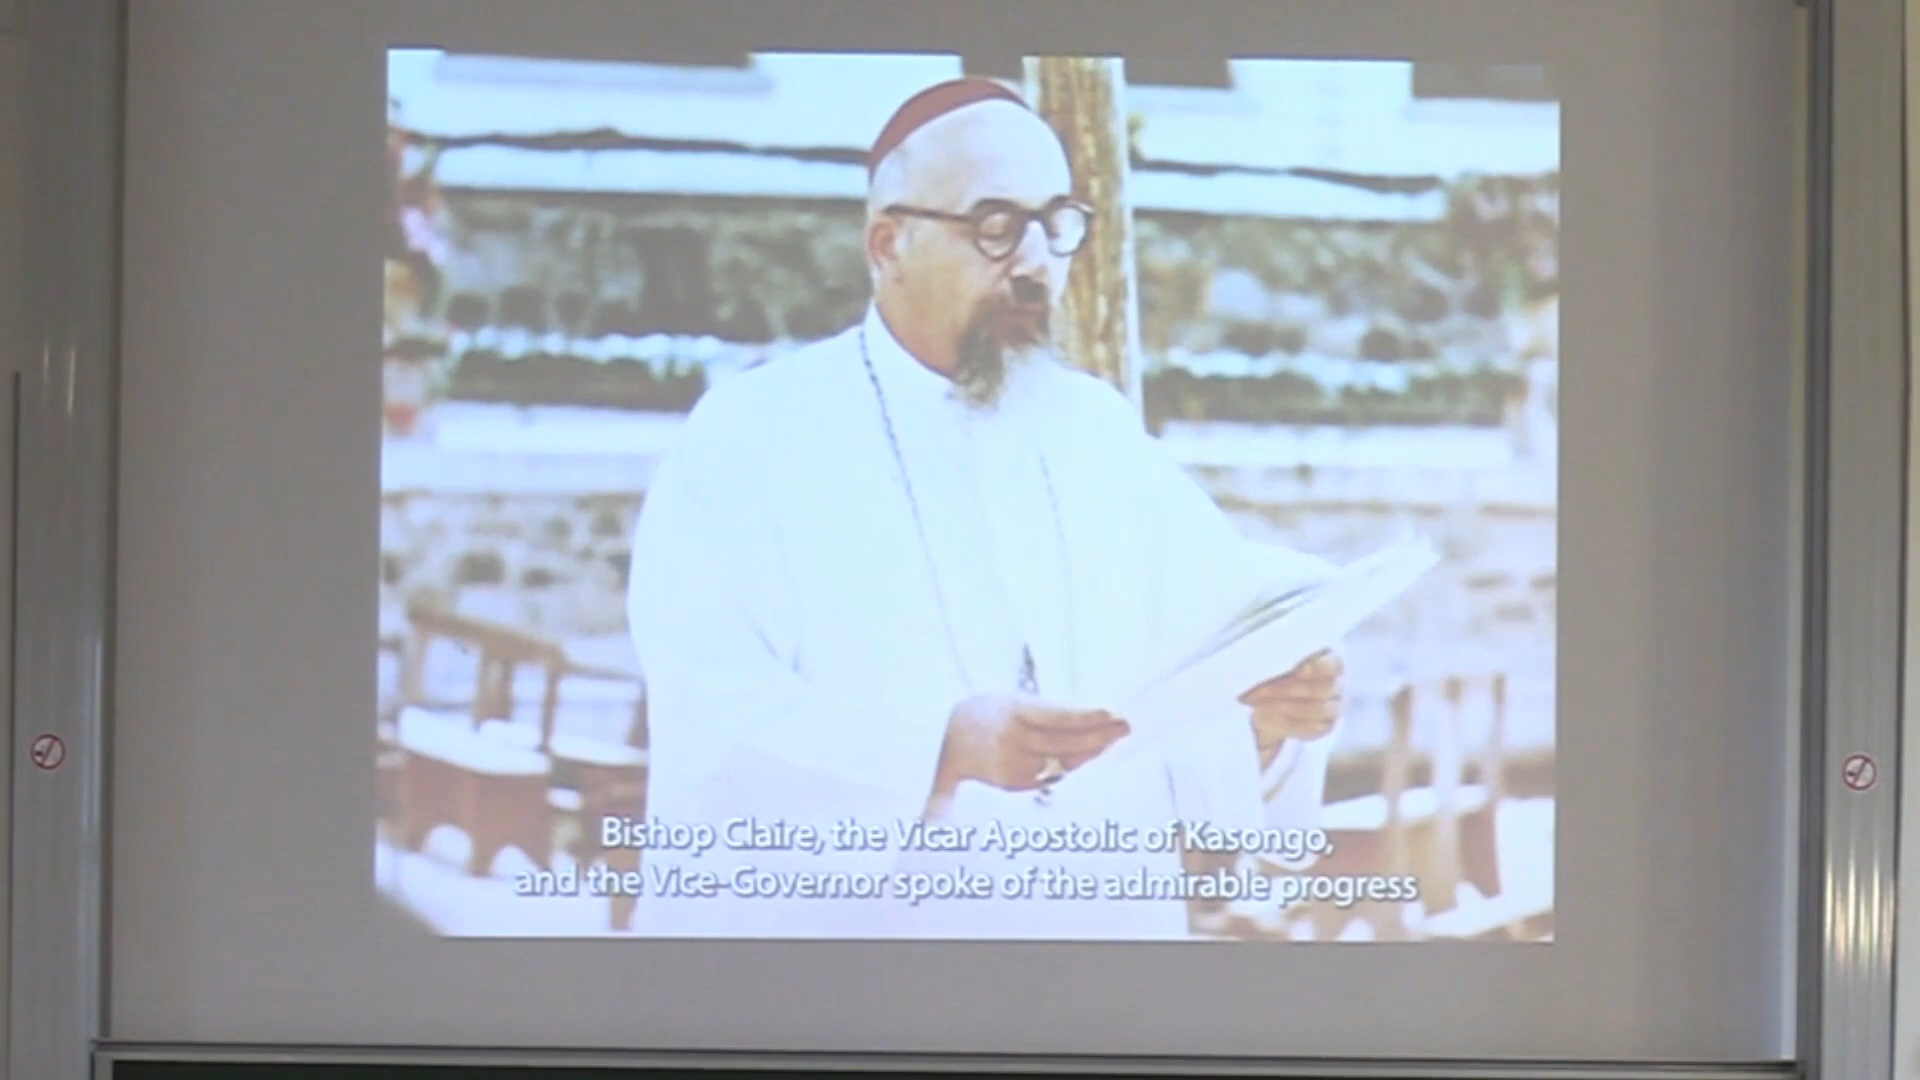 Bishop Claire, the Vicar Apostolic of Kasongo,
and the Vice-Governor spoke of the admirable progress